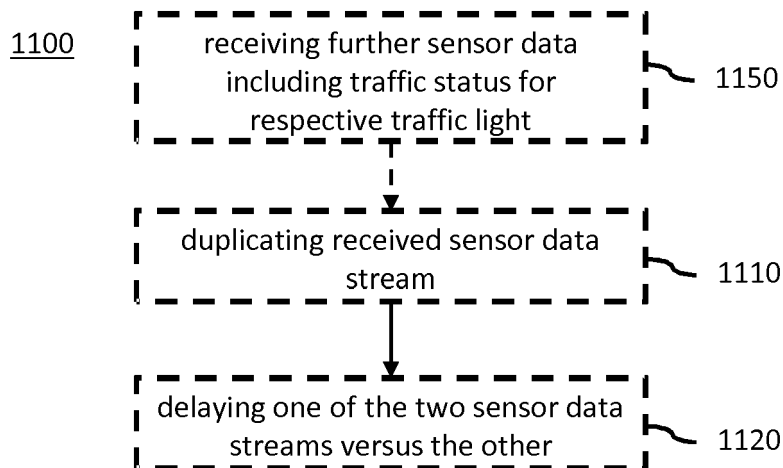 1100
receiving further sensor data
including traffic status for
respective traffic light
1150
duplicating received sensor data
stream
1110
delaying one of the two sensor data
streams versus the other
1120